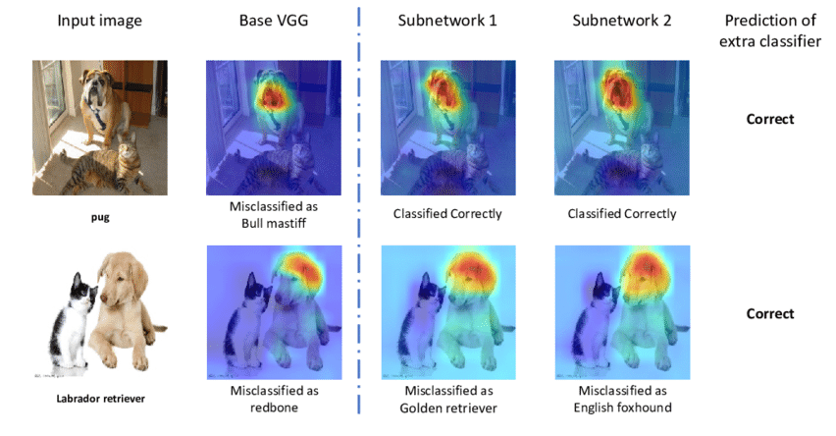 Input image
Base VGG
Subnetwork 1
Subnetwork 2
Prediction of
extra classifier
pug
Misclassified as
Bull mastiff
Classified Correctly
Classified Correctly
Correct
Labrador retriever
Misclassified as
redbone
Misclassified as
Golden retriever
Misclassified as
English foxhound
Correct